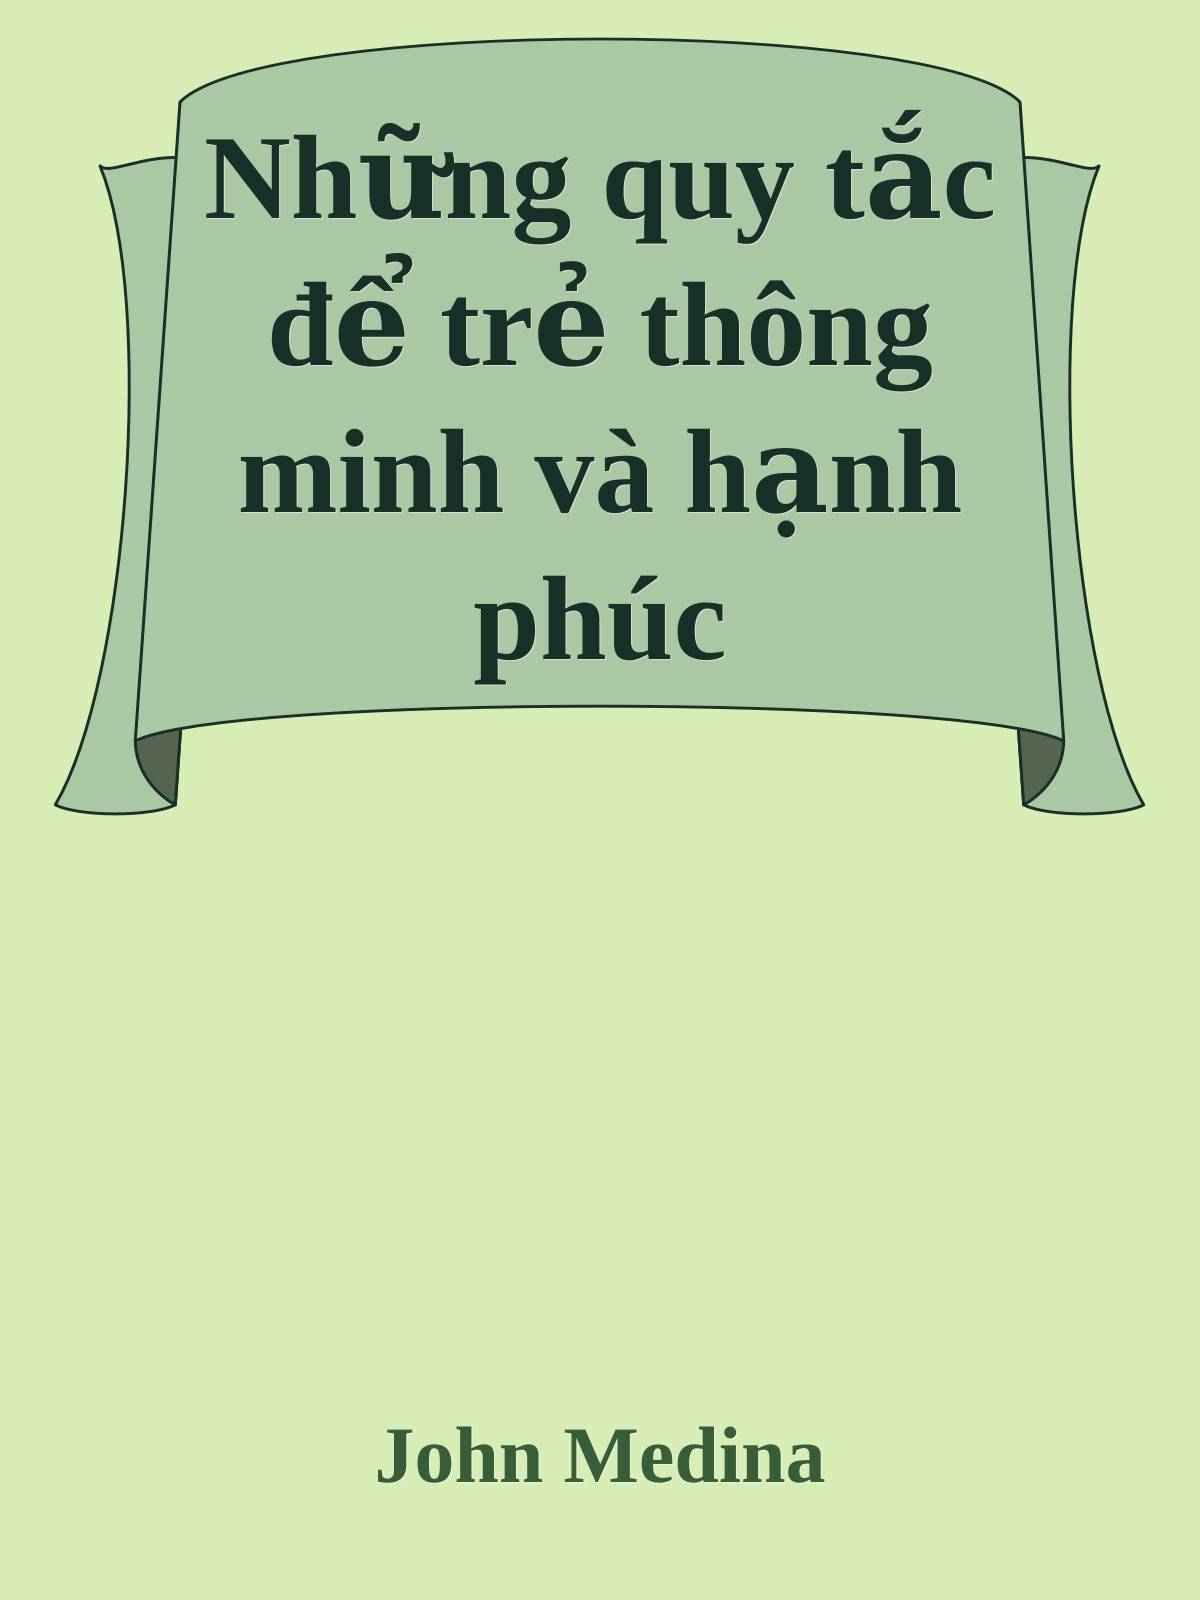 Những quy tắc
để trẻ thông
minh và hạnh
phúc
John Medina